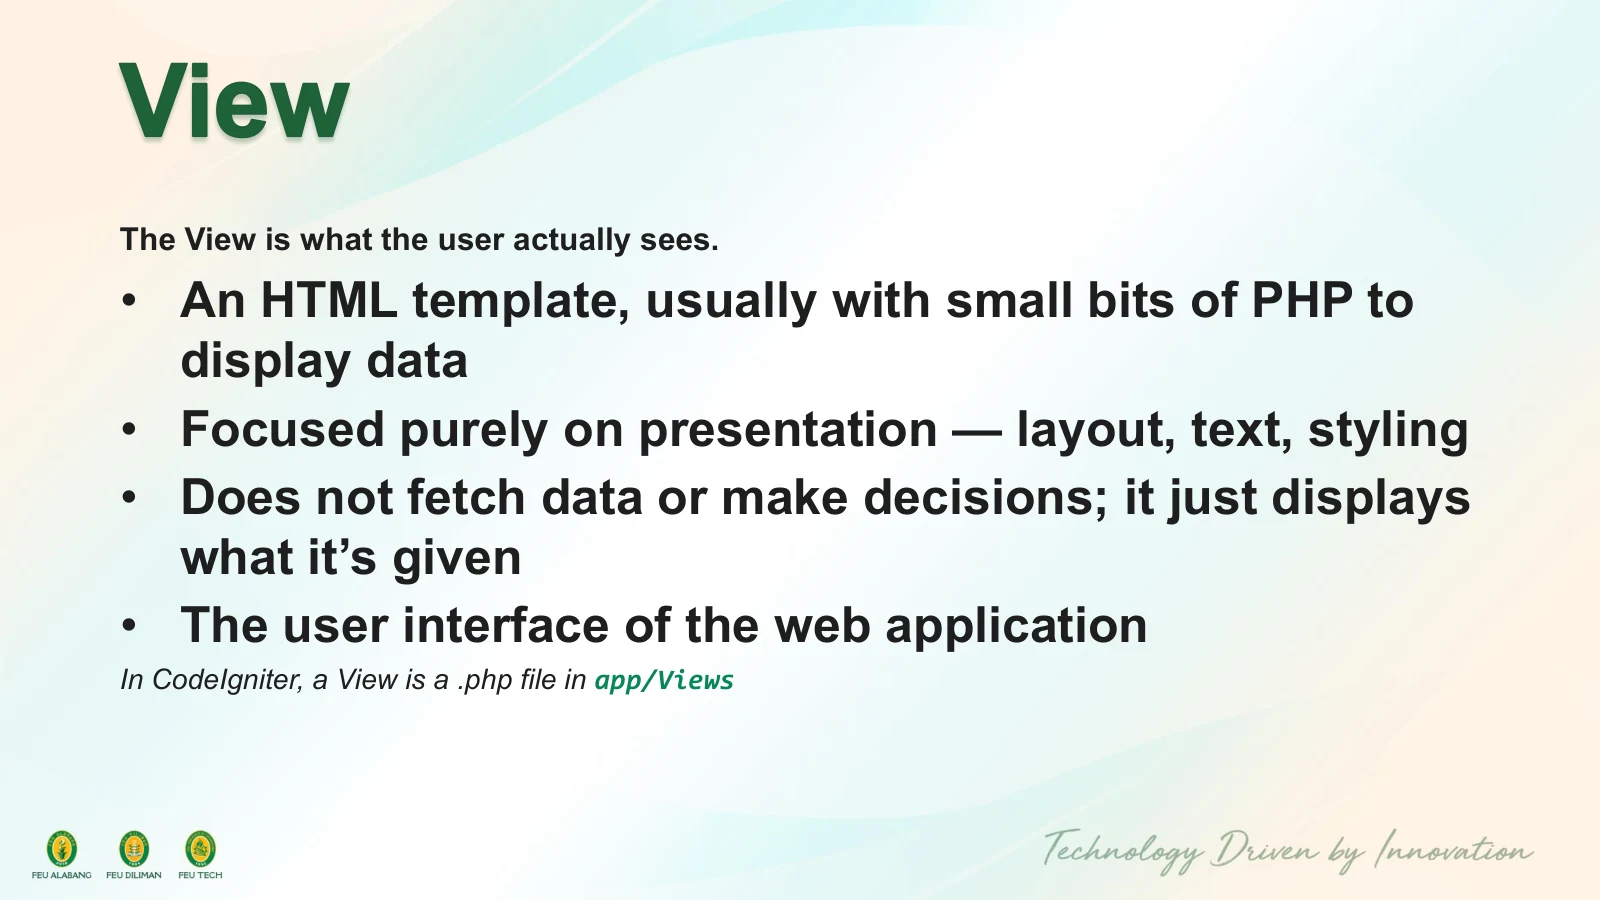 View
The View is what the user actually sees.
• An HTML template, usually with small bits of PHP to
display data
• Focused purely on presentation — layout, text, styling
• Does not fetch data or make decisions; it just displays
what it’s given
• The user interface of the web application
In CodeIgniter, a View is a .php file in app/Views
FEU ALABANG FEU DILIMAN FEU TECH
Technology Driven by Innovation